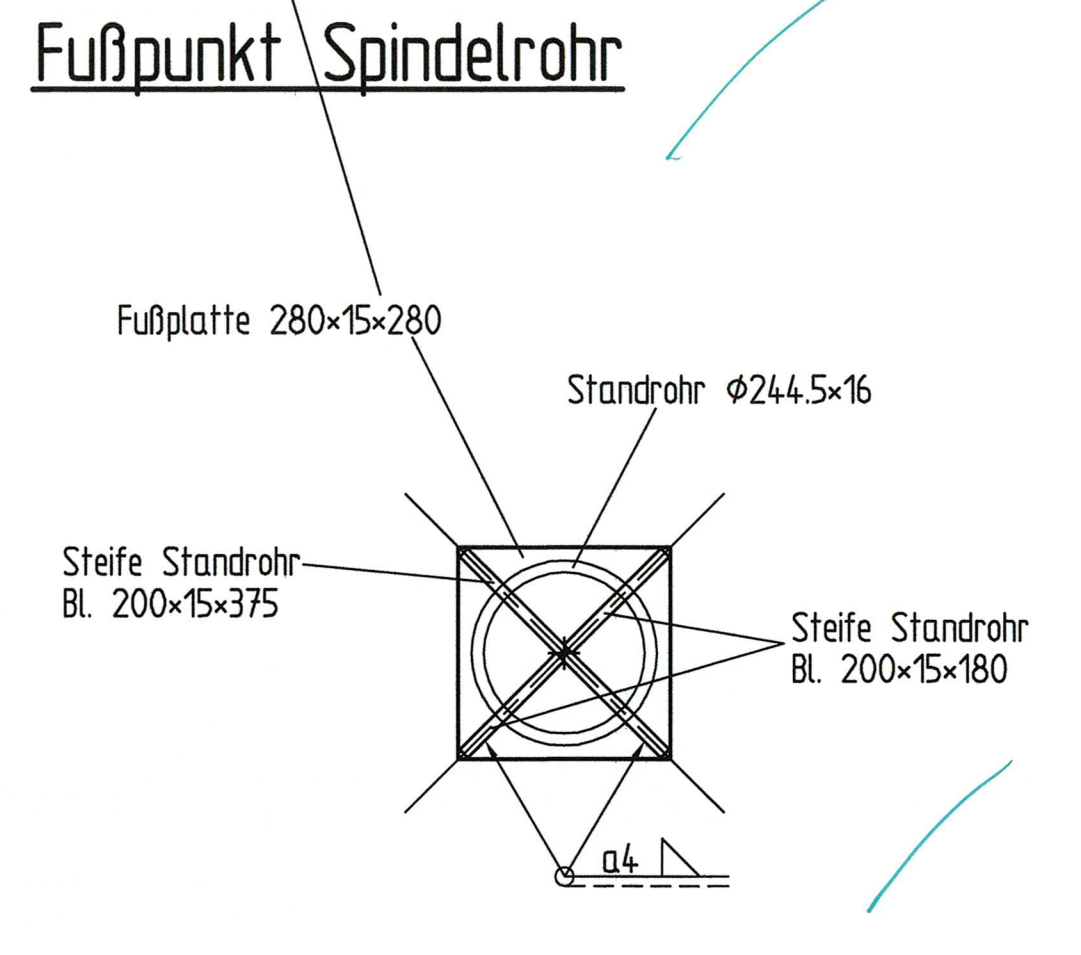 Fußpunkt Spindelrohr
Fußplatte 280×15×280
Standrohr Φ244.5×16
Steife Standrohr
Bl. 200×15×375
Steife Standrohr
Bl. 200×15×180
a4